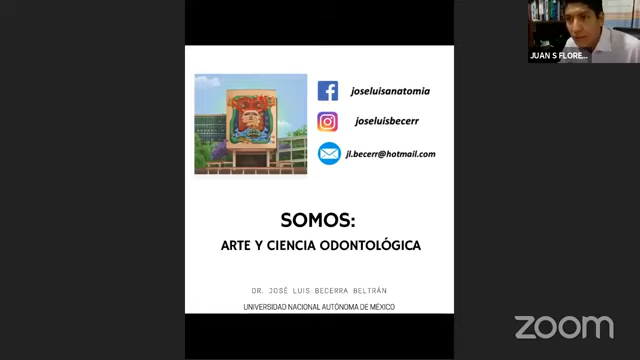 JUAN S FLORE...
joseluisanatomia
joseluisbecerr
jl.becerr@hotmail.com
SOMOS:
ARTE Y CIENCIA ODONTOLÓGICA
DR. JOSÉ LUIS BECERRA BELTRÁN
UNIVERSIDAD NACIONAL AUTÓNOMA DE MÉXICO
zoom